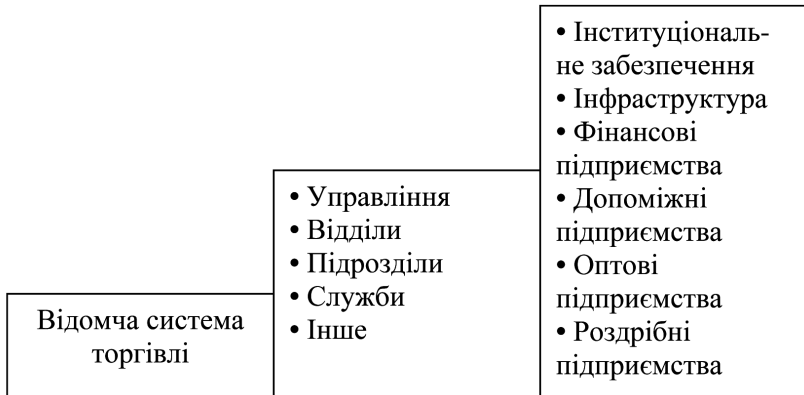 Відомча система
торгівлі
• Управління
• Відділи
• Підрозділи
• Служби
• Інше
• Інституціональ-
не забезпечення
• Інфраструктура
• Фінансові
підприємства
• Допоміжні
підприємства
• Оптові
підприємства
• Роздрібні
підприємства